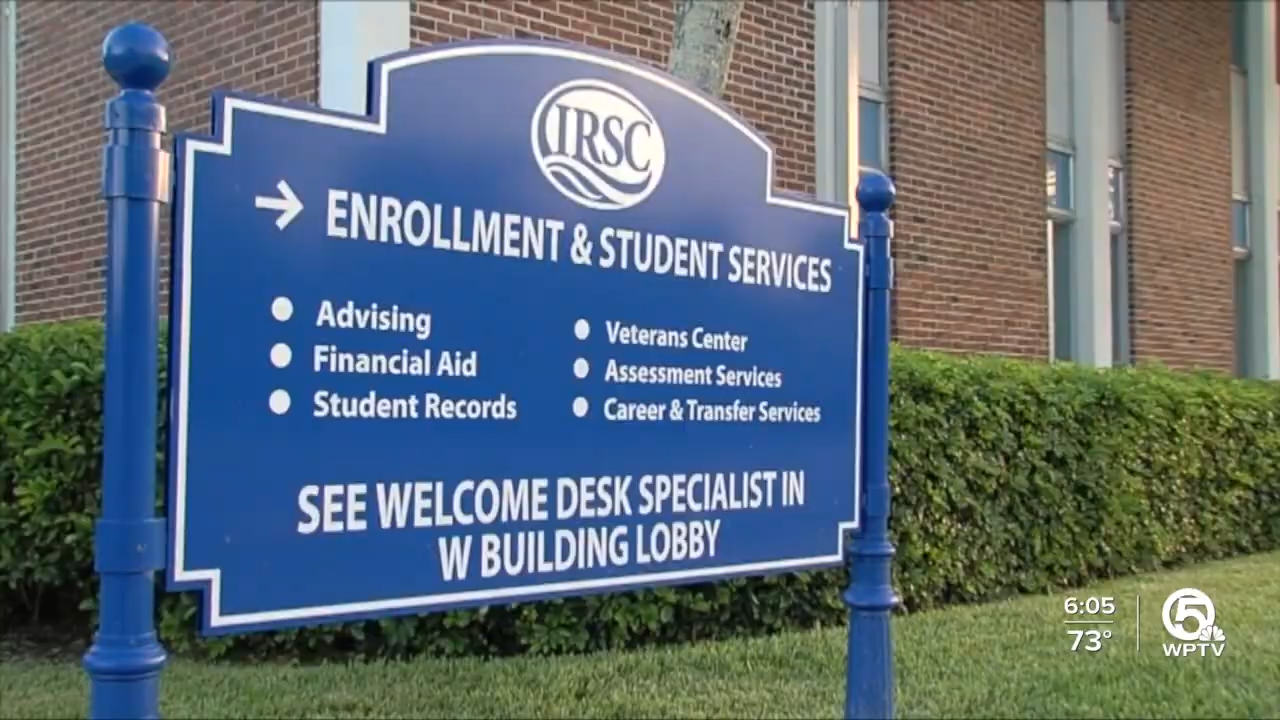 IRSC
→ ENROLLMENT & STUDENT SERVICES
● Advising
● Financial Aid
● Student Records
● Veterans Center
● Assessment Services
● Career & Transfer Services
SEE WELCOME DESK SPECIALIST IN
W BUILDING LOBBY
6:05
73°
5
WPTV